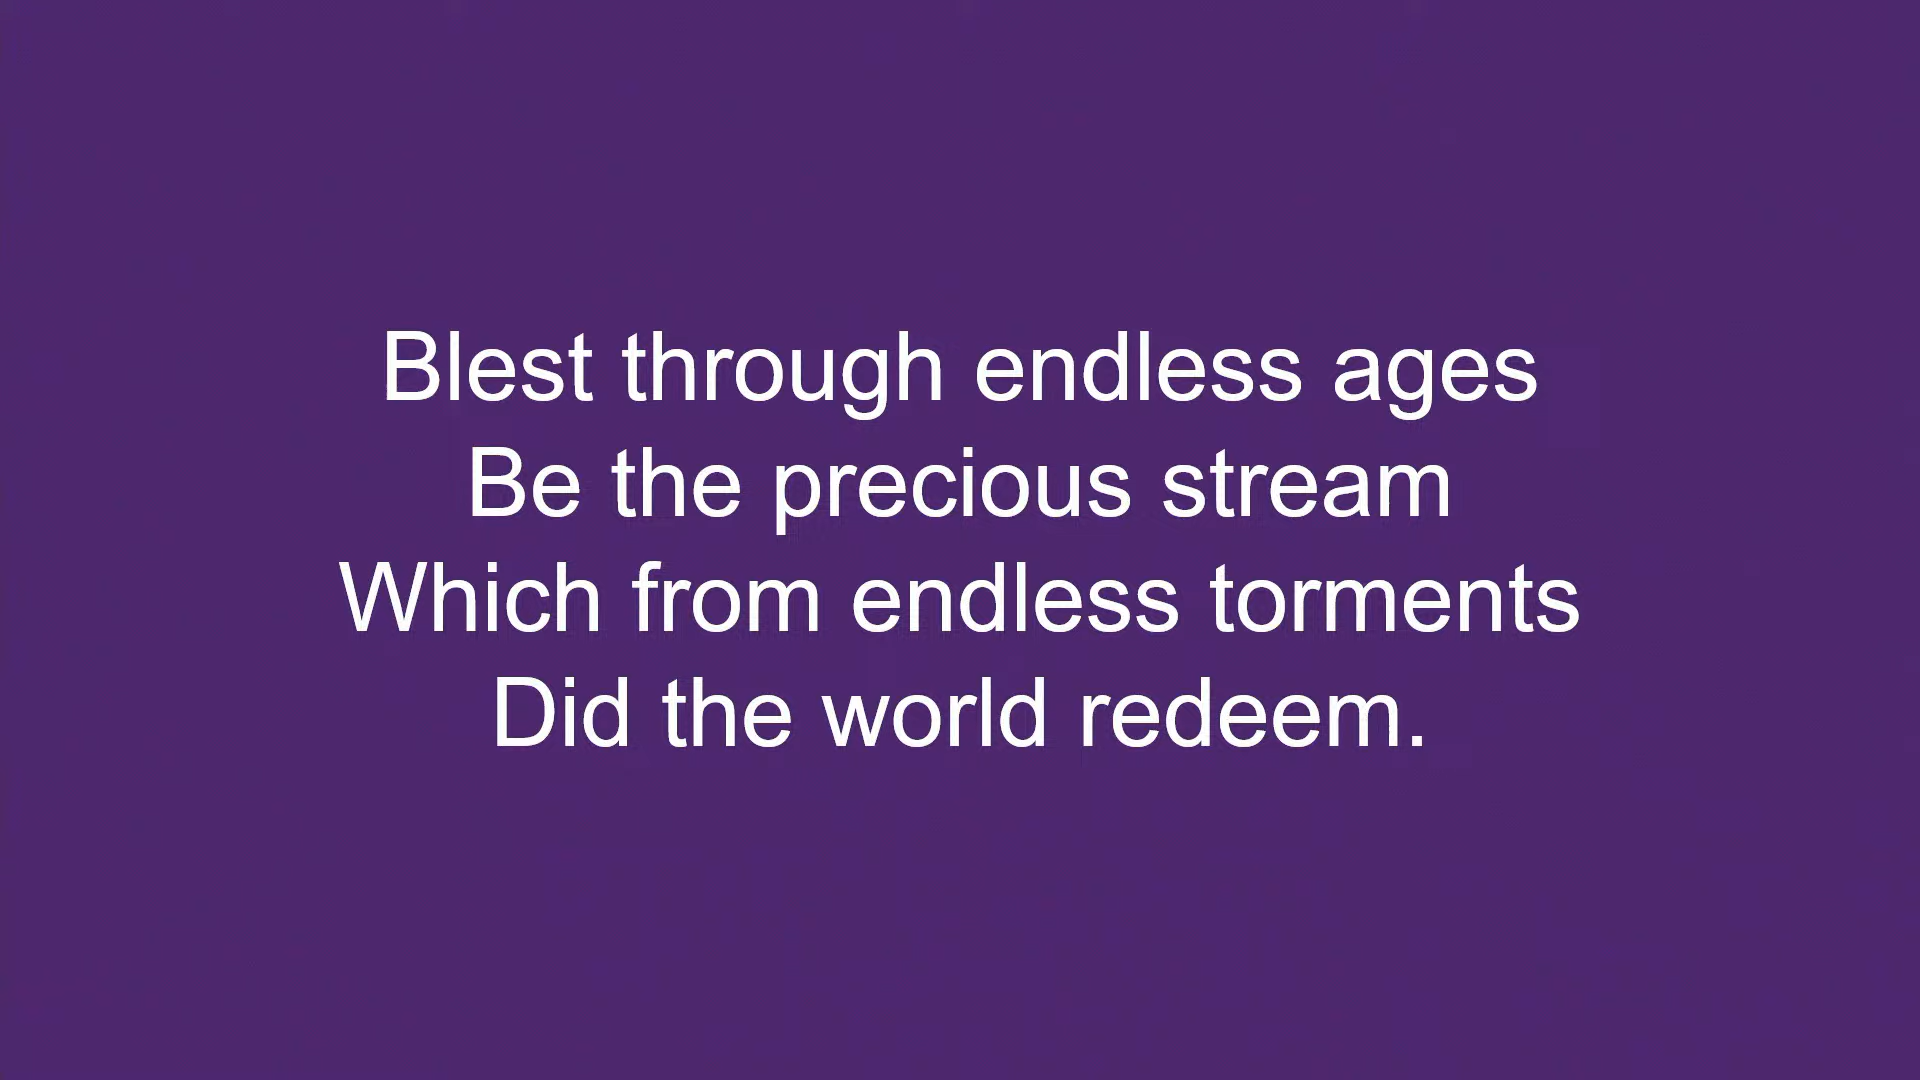 Blest through endless ages
Be the precious stream
Which from endless torments
Did the world redeem.